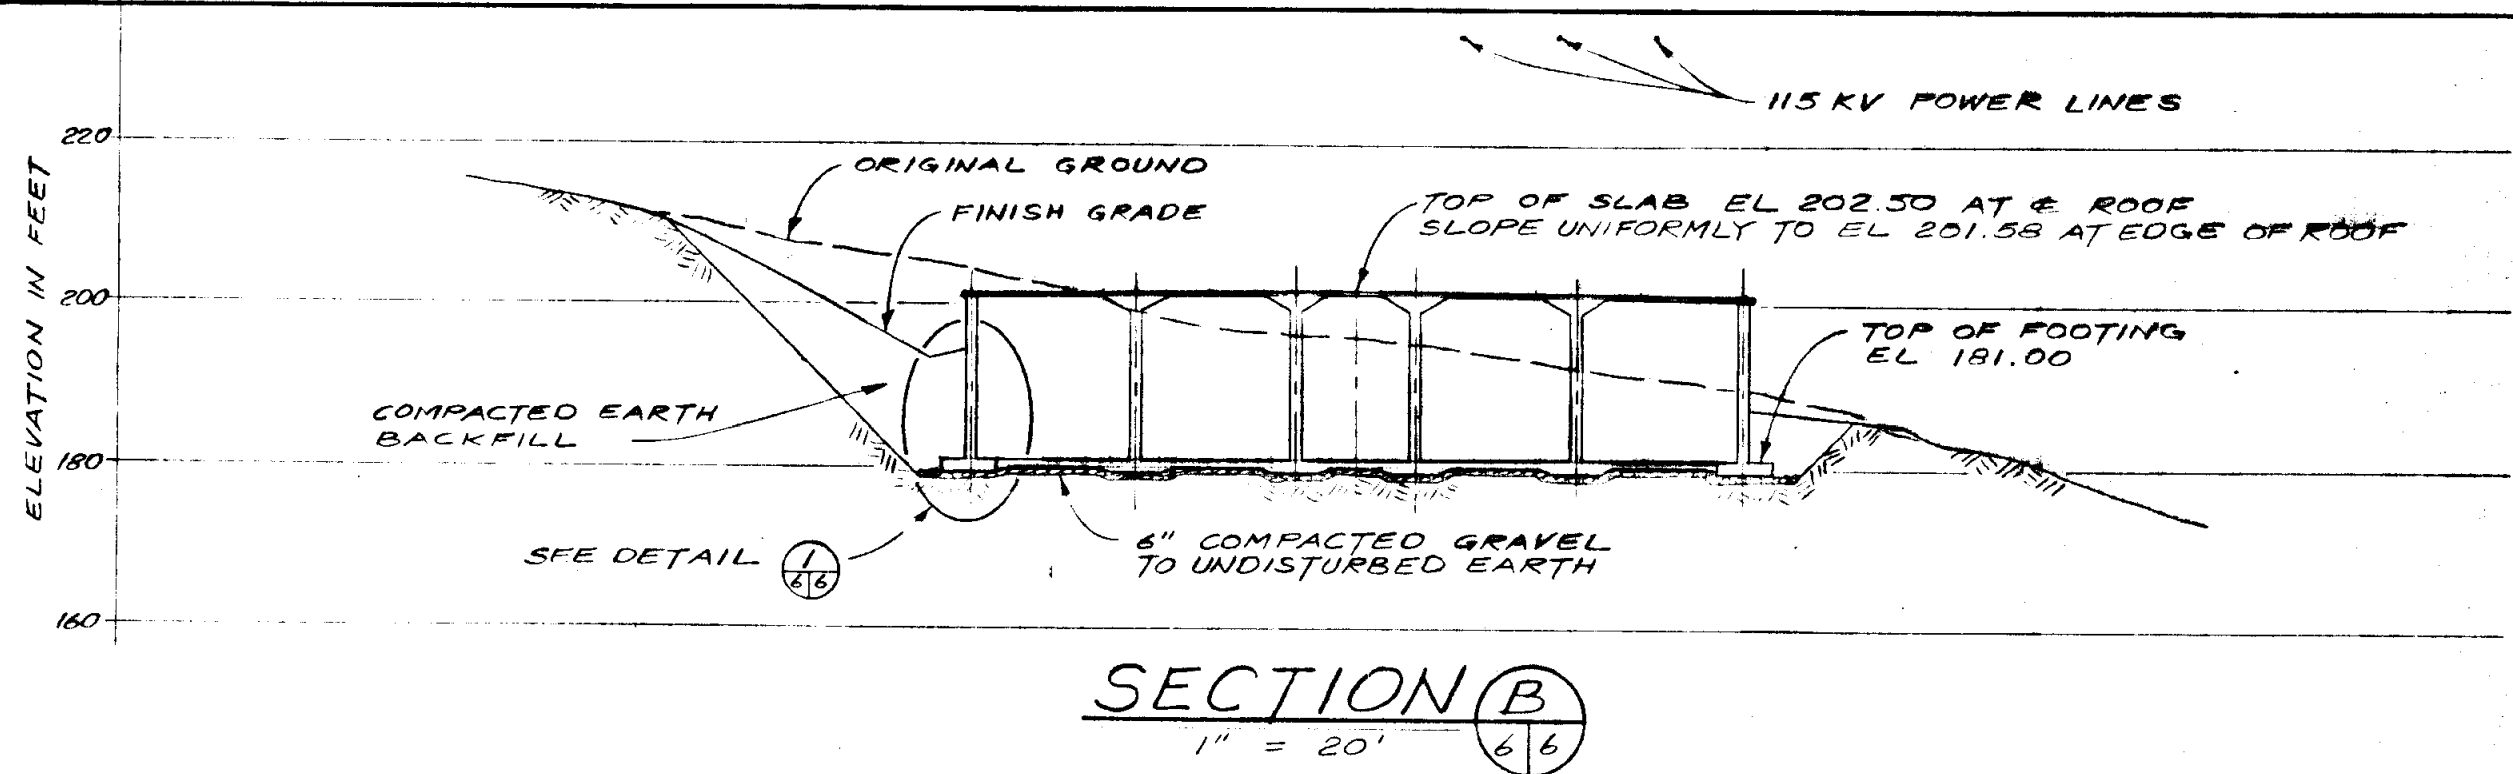 115 KV POWER LINES
220
ORIGINAL GROUND
FINISH GRADE
TOP OF SLAB EL 202.50 AT ℄ ROOF
SLOPE UNIFORMLY TO EL 201.58 AT EDGE OF ROOF
ELEVATION IN FEET
200
TOP OF FOOTING
EL 181.00
COMPACTED EARTH
BACKFILL
180
SEE DETAIL 1
6 6
6" COMPACTED GRAVEL
TO UNDISTURBED EARTH
160
SECTION B
1" = 20'
6 6